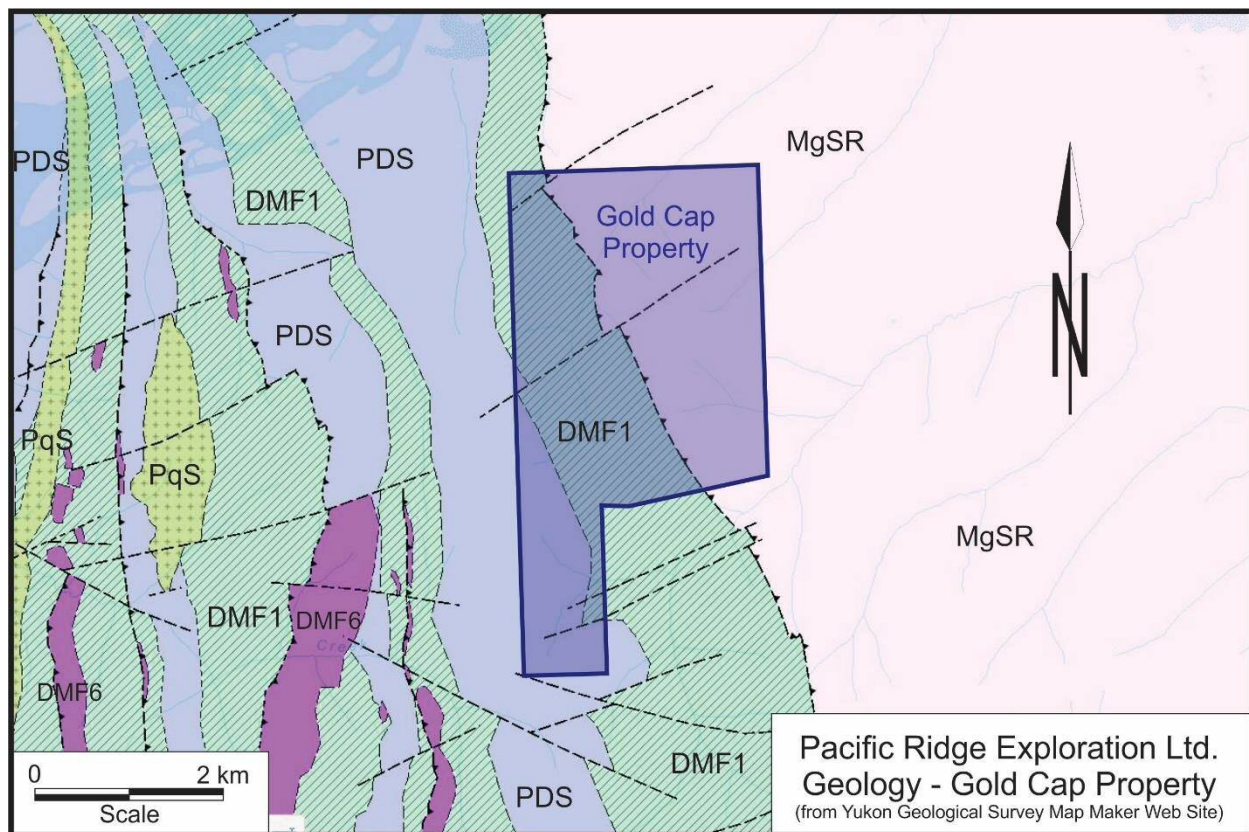 MgSR
PDS
PDS
DMF1
Gold Cap
Property
PDS
N
DMF1
PqS
PqS
MgSR
DMF1
DMF6
DMF6
0 2 km
Scale
DMF1
PDS
Pacific Ridge Exploration Ltd.
Geology - Gold Cap Property
(from Yukon Geological Survey Map Maker Web Site)